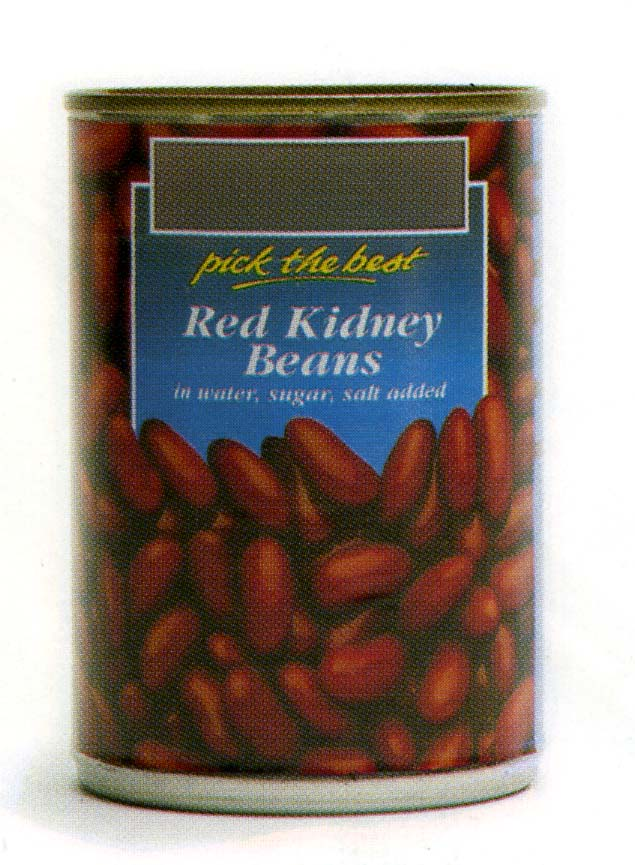 pick the best
Red Kidney
Beans
in water, sugar, salt added